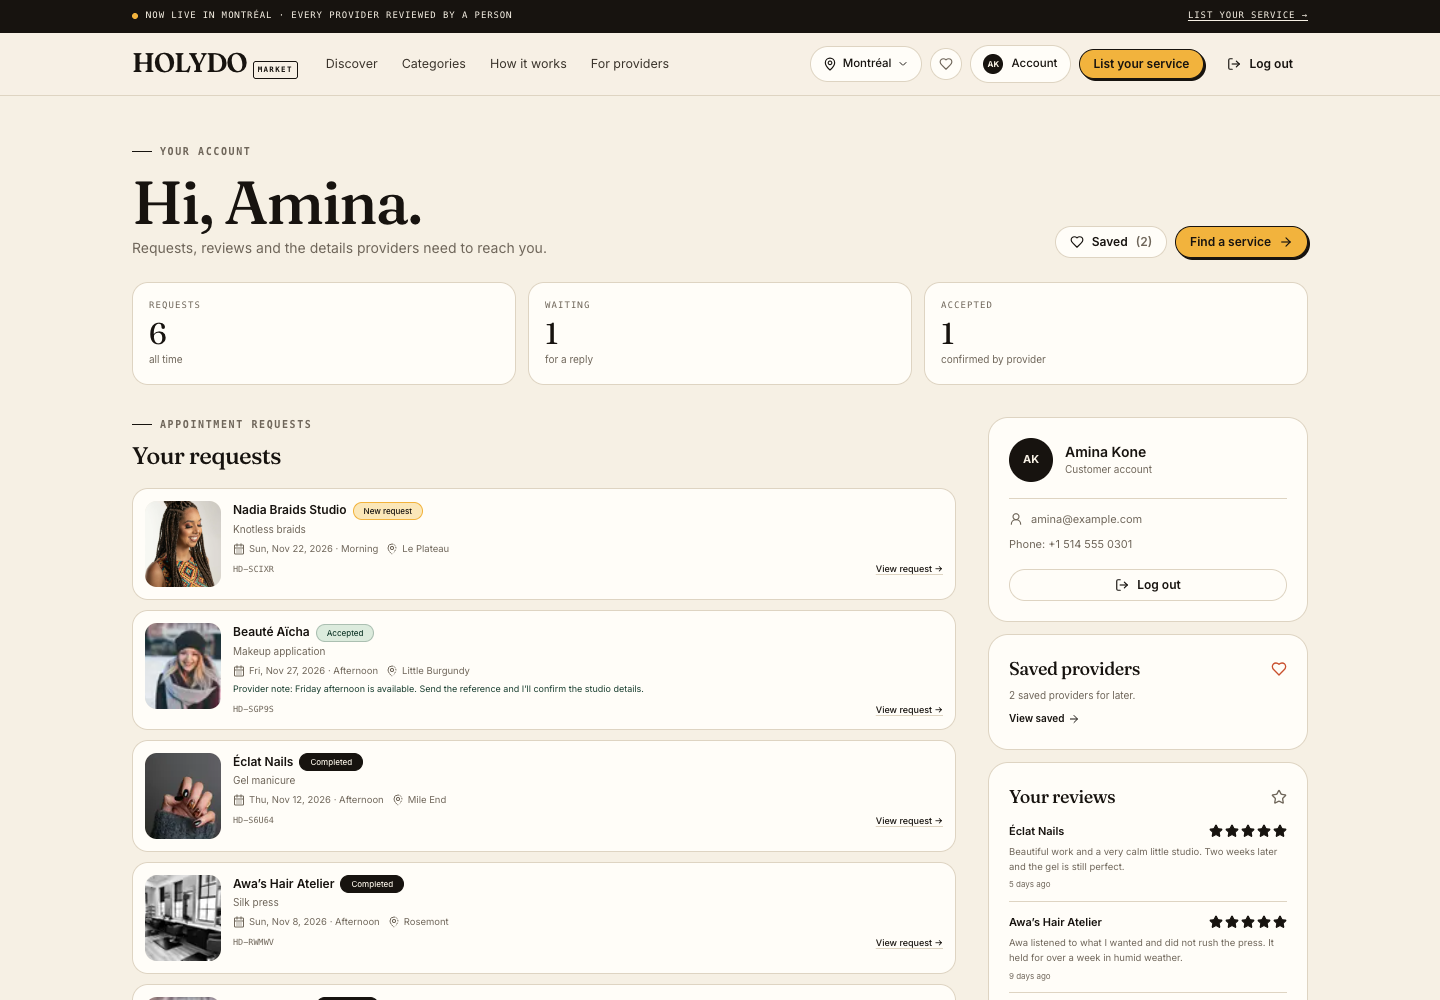 NOW LIVE IN MONTRÉAL · EVERY PROVIDER REVIEWED BY A PERSON
LIST YOUR SERVICE →
HOLYDO MARKET
Discover
Categories
How it works
For providers
Montréal
AK Account
List your service
Log out
YOUR ACCOUNT
Hi, Amina.
Requests, reviews and the details providers need to reach you.
Saved (2)
Find a service →
REQUESTS
6
all time
WAITING
1
for a reply
ACCEPTED
1
confirmed by provider
APPOINTMENT REQUESTS
Your requests
Nadia Braids Studio New request
Knotless braids
Sun, Nov 22, 2026 · Morning Le Plateau
HD-SCIXR
View request →
Beauté Aïcha Accepted
Makeup application
Fri, Nov 27, 2026 · Afternoon Little Burgundy
Provider note: Friday afternoon is available. Send the reference and I'll confirm the studio details.
HD-SGP9S
View request →
Éclat Nails Completed
Gel manicure
Thu, Nov 12, 2026 · Afternoon Mile End
HD-S6U64
View request →
Awa’s Hair Atelier Completed
Silk press
Sun, Nov 8, 2026 · Afternoon Rosemont
HD-RWMWV
View request →
AK
Amina Kone
Customer account
amina@example.com
Phone: +1 514 555 0301
Log out
Saved providers
2 saved providers for later.
View saved →
Your reviews
Éclat Nails
Beautiful work and a very calm little studio. Two weeks later
and the gel is still perfect.
5 days ago
Awa’s Hair Atelier
Awa listened to what I wanted and did not rush the press. It
held for over a week in humid weather.
9 days ago